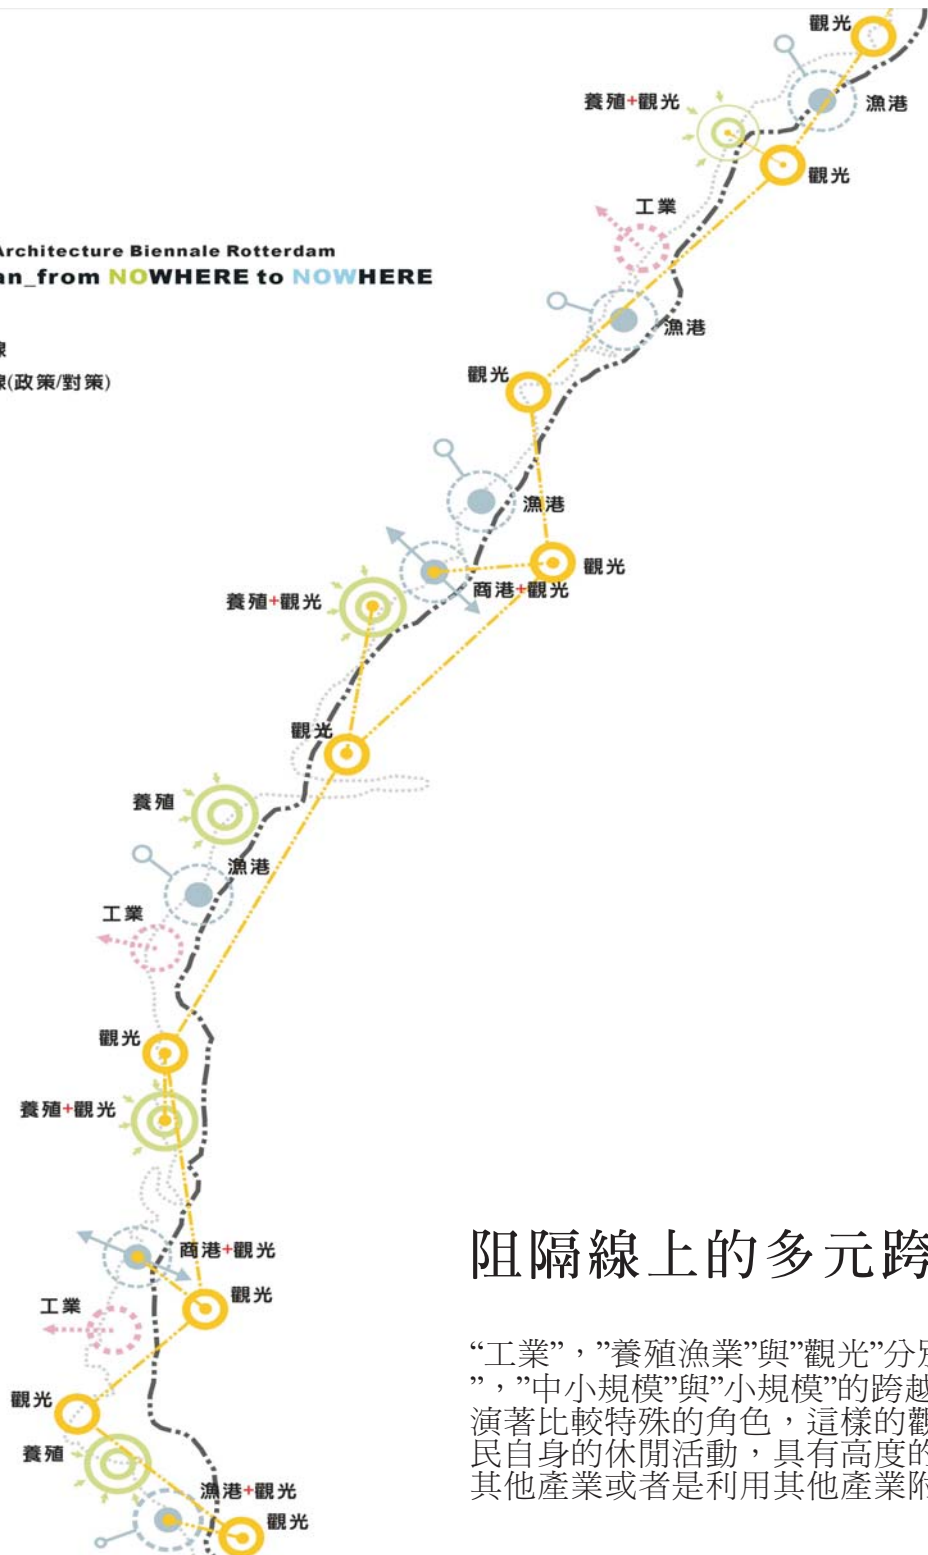 觀光
養殖+觀光
漁港
觀光
工業
Architecture Biennale Rotterdam
an_from NOWHERE to NOWHERE
漁港
線
線(政策/對策)
觀光
漁港
觀光
商港+觀光
養殖+觀光
觀光
養殖
漁港
工業
觀光
養殖+觀光
商港+觀光
觀光
工業
觀光
養殖
漁港+觀光
觀光
阻隔線上的多元跨
“工業”，”養殖漁業”與”觀光”分別
”，”中小規模”與”小規模”的跨越
演著比較特殊的角色，這樣的觀
民自身的休閒活動，具有高度的
其他產業或者是利用其他產業附